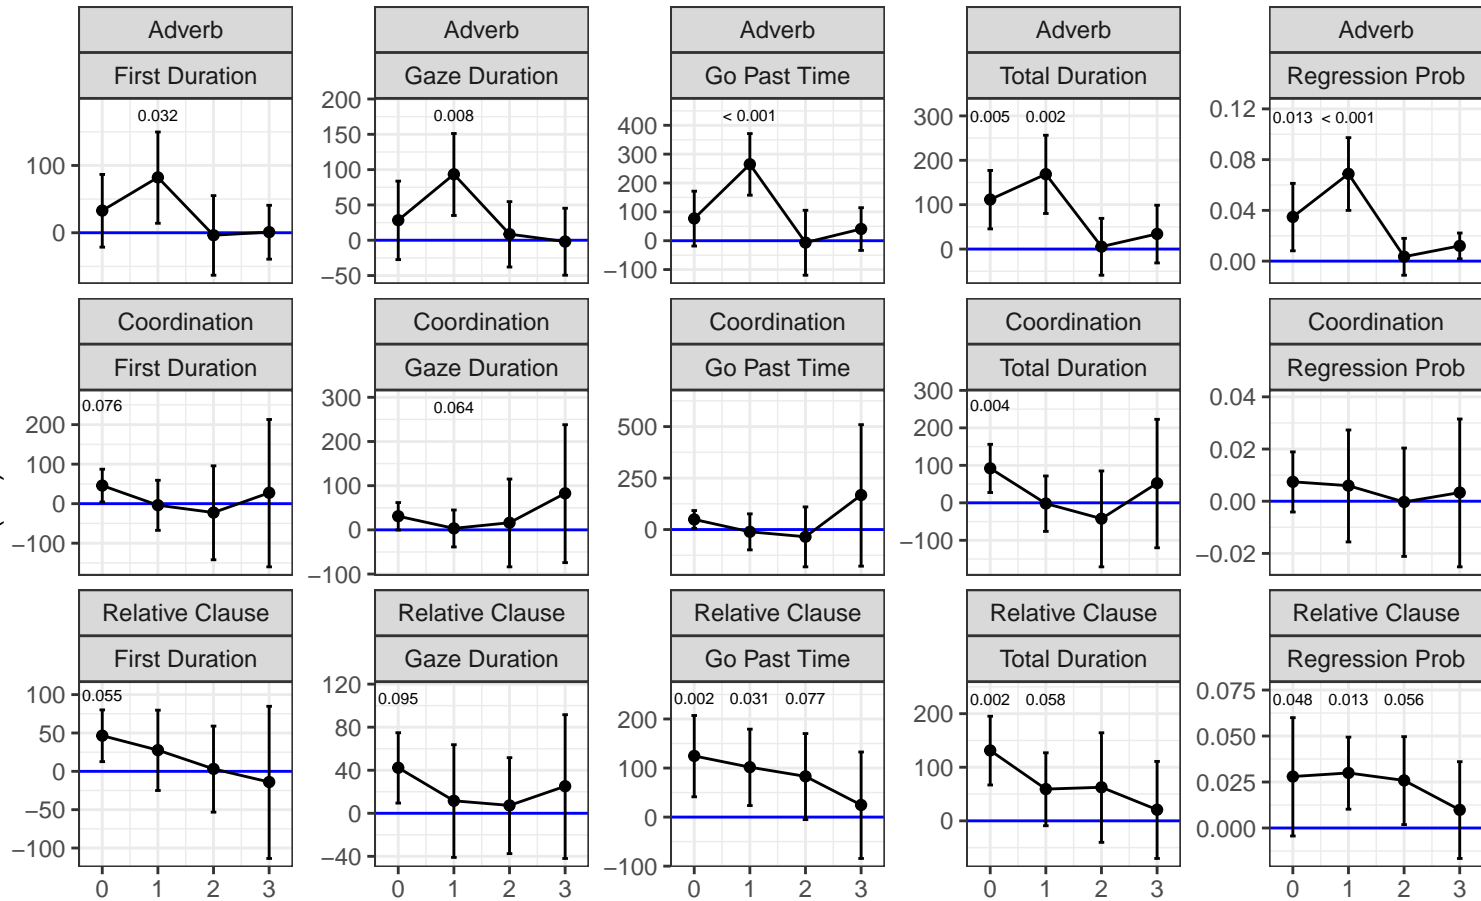 Adverb Adverb Adverb Adverb Adverb
First Duration Gaze Duration Go Past Time Total Duration Regression Prob
0.032 0.008 < 0.001 0.005 0.002 0.013 < 0.001
100 0
200 150 100 50 0 −50
400 300 200 100 0 −100
300 200 100 0
0.12 0.08 0.04 0.00
Coordination Coordination Coordination Coordination Coordination
First Duration Gaze Duration Go Past Time Total Duration Regression Prob
0.076 0.064 0.004
200 100 0 −100
300 200 100 0 −100
500 250 0
300 200 100 0 −100
0.04 0.02 0.00 −0.02
Relative Clause Relative Clause Relative Clause Relative Clause Relative Clause
First Duration Gaze Duration Go Past Time Total Duration Regression Prob
0.055 0.095 0.002 0.031 0.077 0.002 0.058 0.048 0.013 0.056
100 50 0 −50 −100
120 80 40 0 −40
200 100 0 −100
200 100 0
0.075 0.050 0.025 0.000
0 1 2 3 0 1 2 3 0 1 2 3 0 1 2 3 0 1 2 3